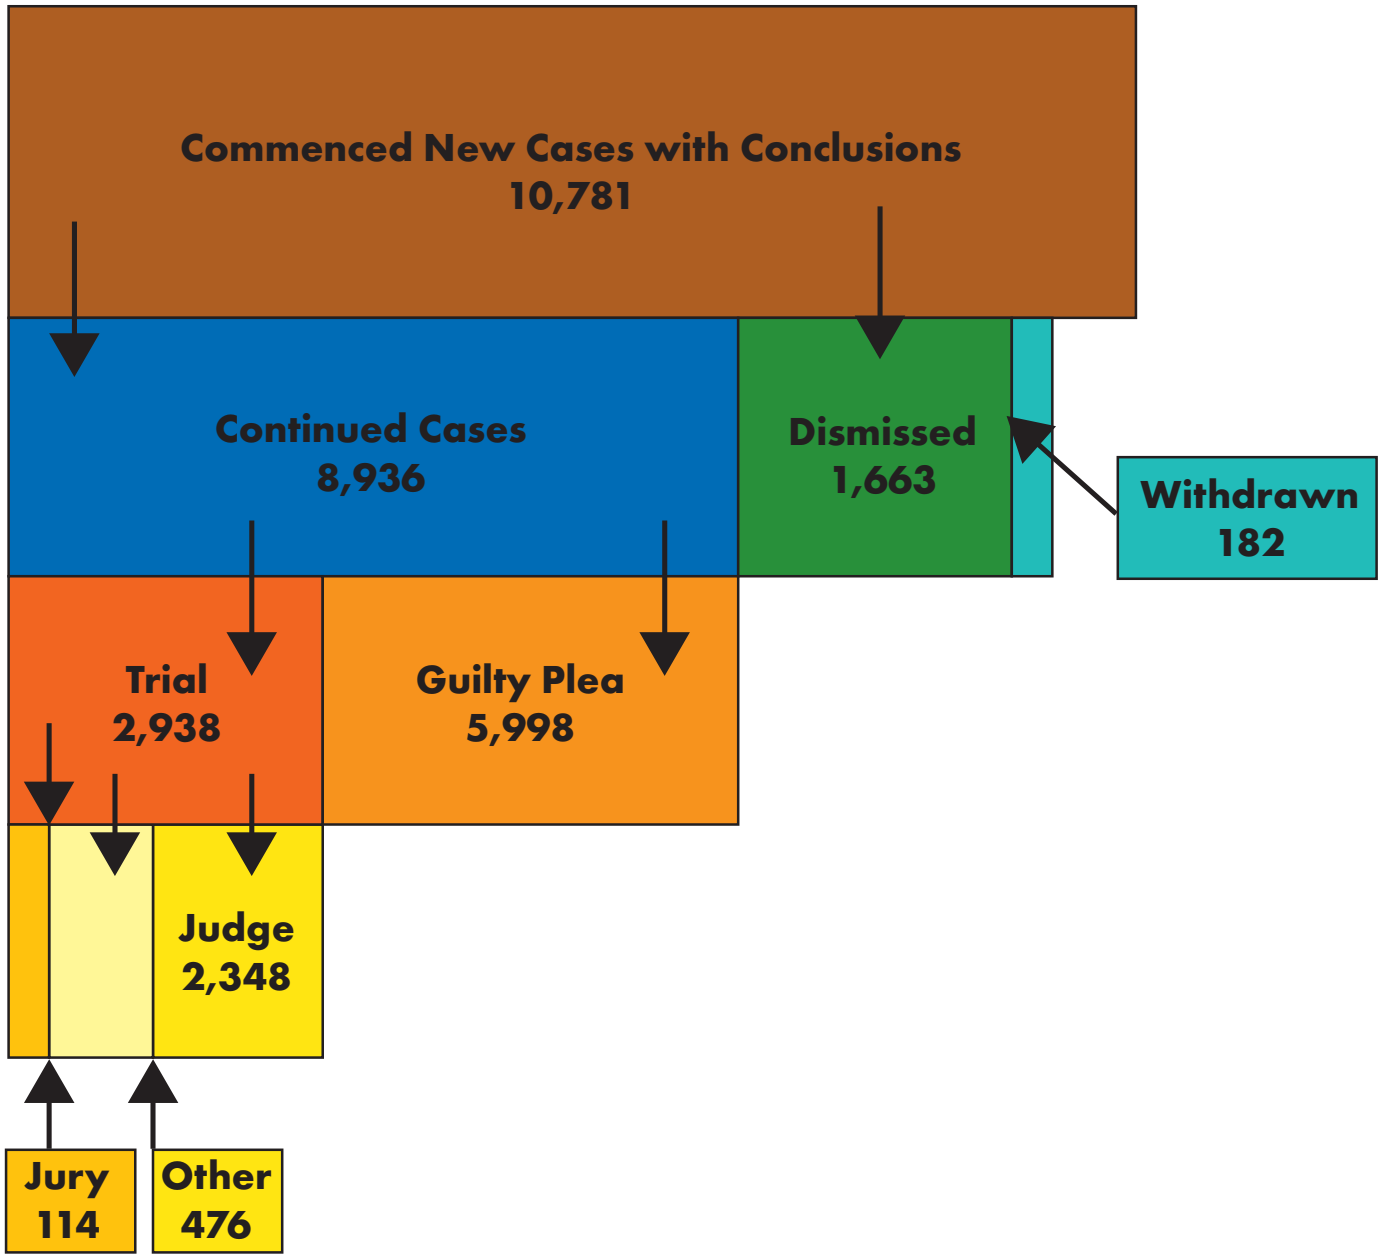 Commenced New Cases with Conclusions
10,781
Continued Cases
8,936
Dismissed
1,663
Withdrawn
182
Trial
2,938
Guilty Plea
5,998
Judge
2,348
Jury
114
Other
476